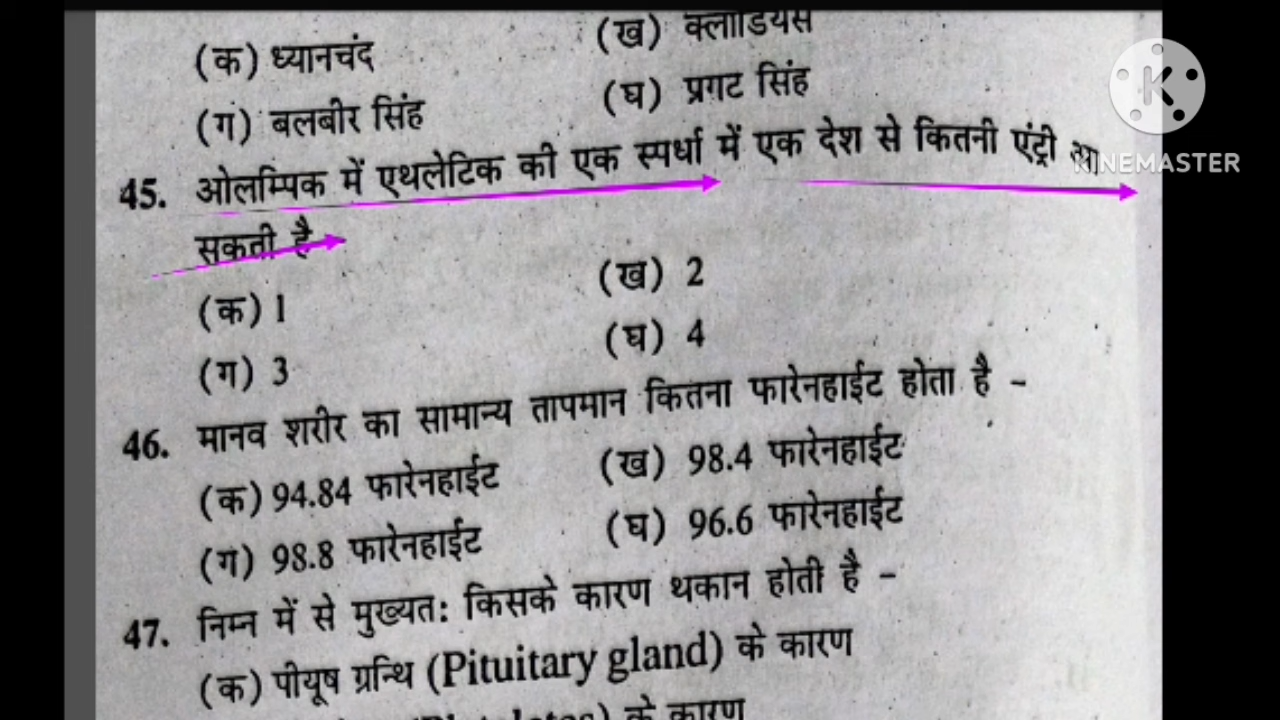 (क) ध्यानचंद (ख) क्लॉडियस
(ग) बलबीर सिंह (घ) प्रगट सिंह
45. ओलम्पिक में एथलेटिक की एक स्पर्धा में एक देश से कितनी एंट्री आ
KINEMASTER
सकती है
(क) 1 (ख) 2
(ग) 3 (घ) 4
46. मानव शरीर का सामान्य तापमान कितना फारेनहाईट होता है –
(क) 94.84 फारेनहाईट (ख) 98.4 फारेनहाईट
(ग) 98.8 फारेनहाईट (घ) 96.6 फारेनहाईट
47. निम्न में से मुख्यत: किसके कारण थकान होती है –
(क) पीयूष ग्रन्थि (Pituitary gland) के कारण
के कारण